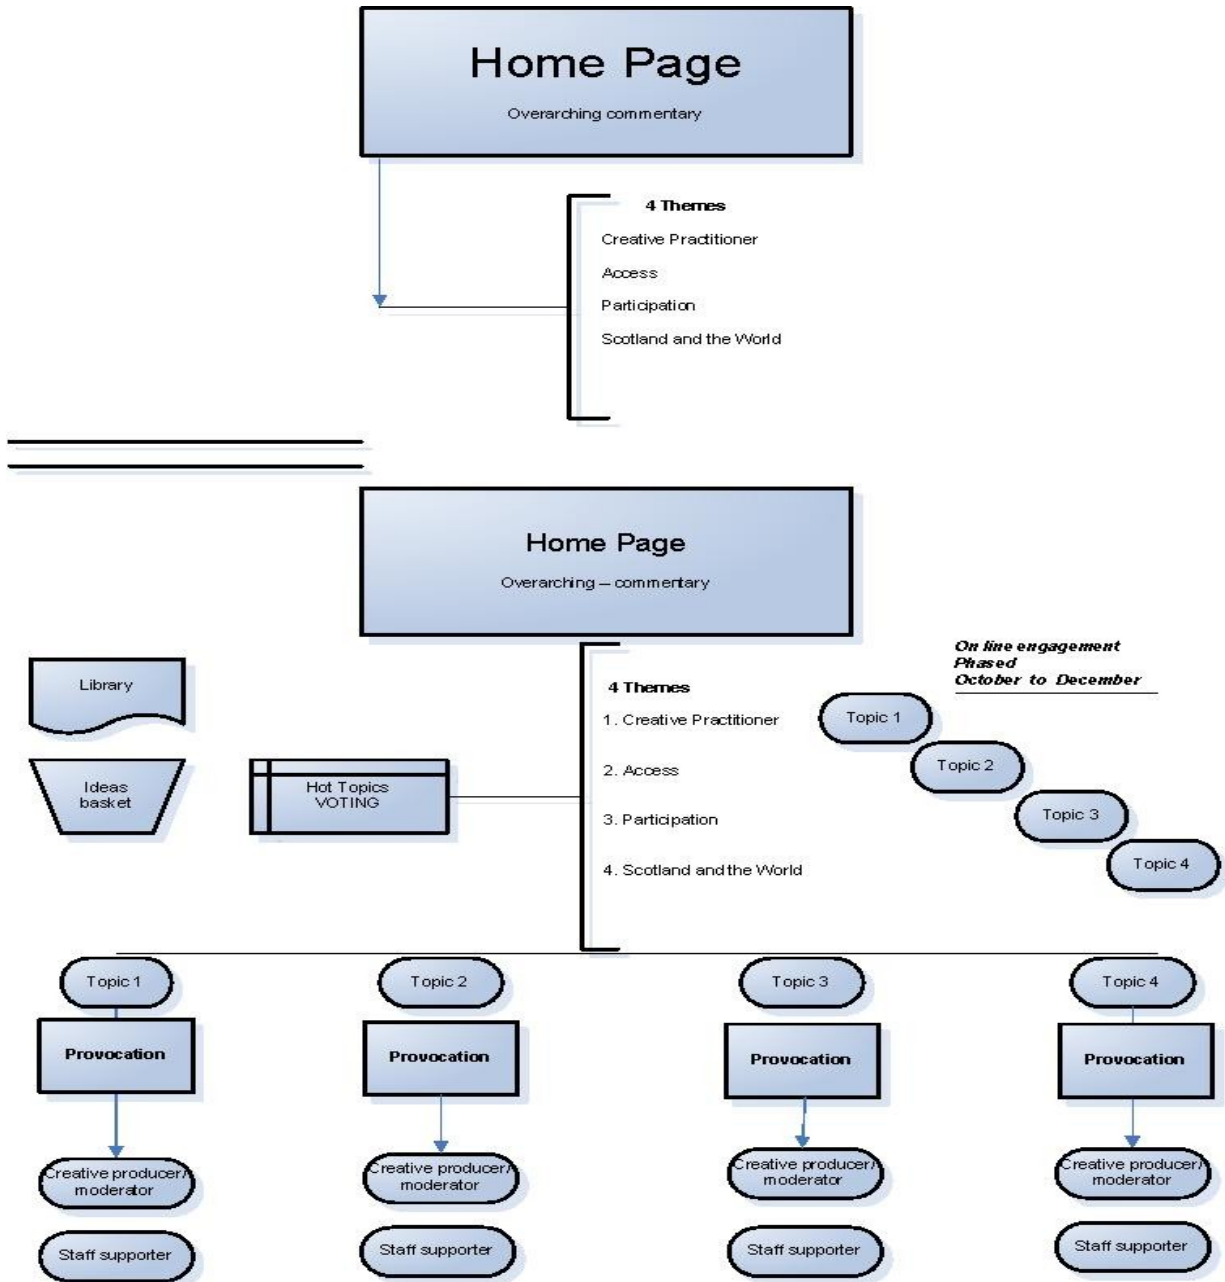 Home Page
Overarching commentary
4 Themes
Creative Practitioner
Access
Participation
Scotland and the World
Home Page
Overarching – commentary
On line engagement
Phased
October to December
Library
Ideas
basket
Hot Topics
VOTING
4 Themes
1. Creative Practitioner
2. Access
3. Participation
4. Scotland and the World
Topic 1
Topic 2
Topic 3
Topic 4
Topic 1
Topic 2
Topic 3
Topic 4
Provocation
Provocation
Provocation
Provocation
Creative producer/
moderator
Creative producer/
moderator
Creative producer/
moderator
Creative producer/
moderator
Staff supporter
Staff supporter
Staff supporter
Staff supporter